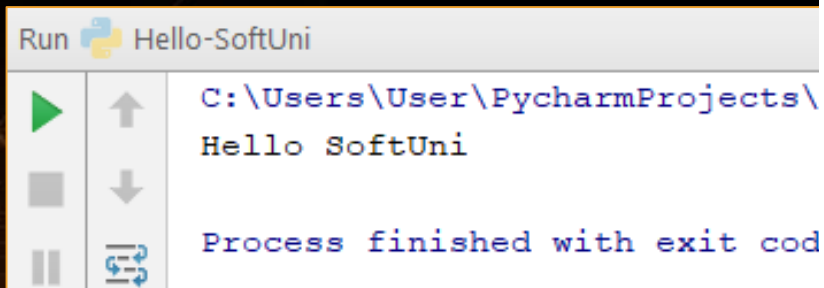 Run Hello-SoftUni
C:\Users\User\PycharmProjects\
Hello SoftUni
Process finished with exit cod